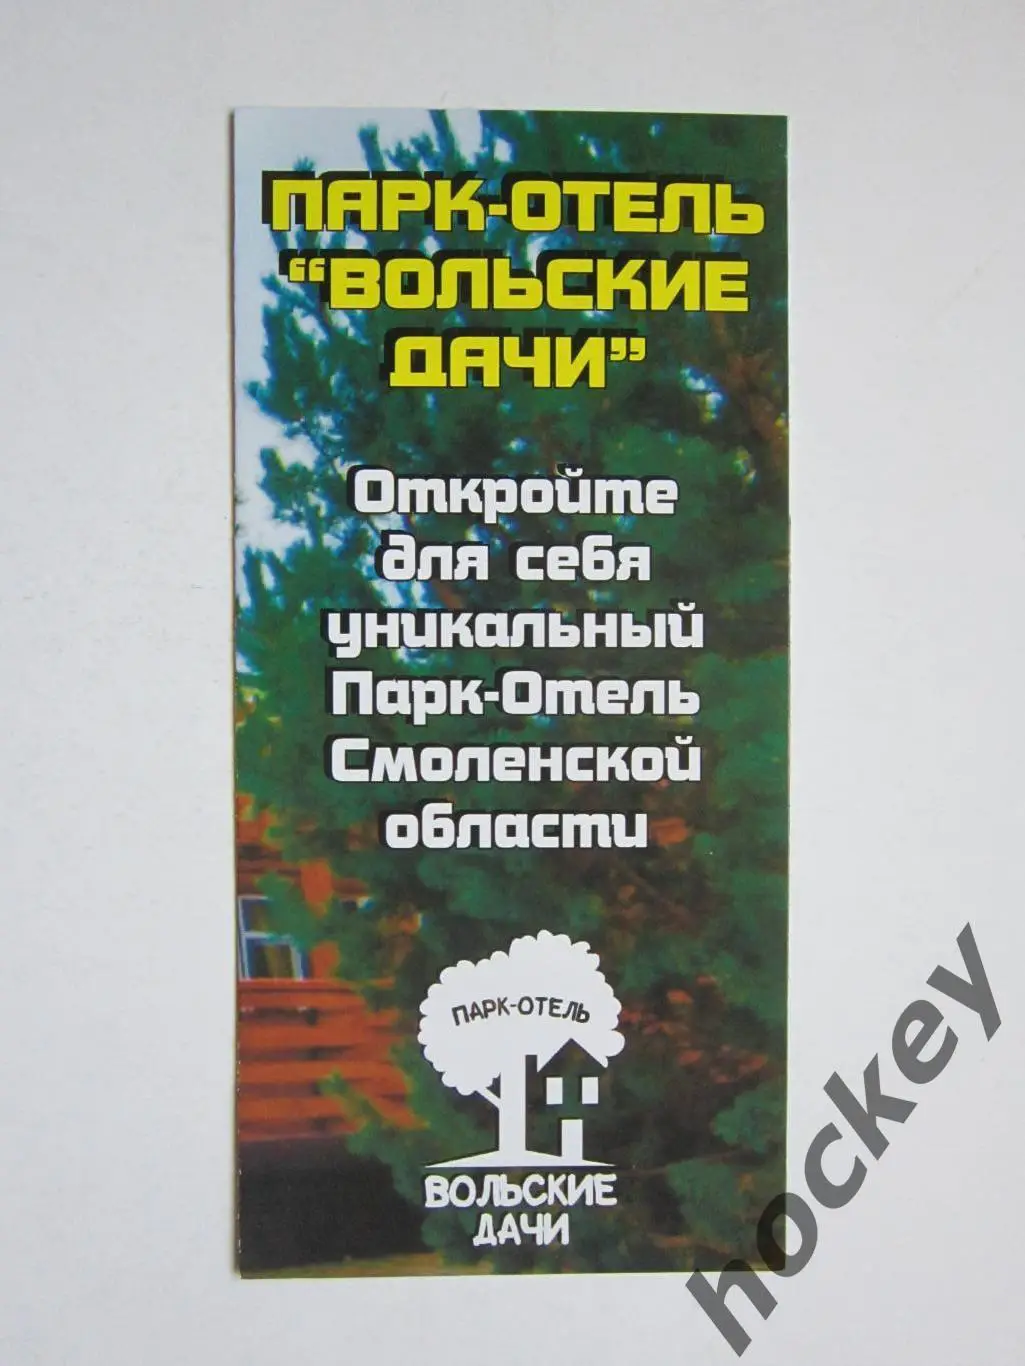 ПАРК-ОТЕЛЬ
“ВОЛЬСКИЕ
ДАЧИ”
Откройте
для себя
уникальный
Парк-Отель
Смоленской
области
ПАРК-ОТЕЛЬ
ВОЛЬСКИЕ
ДАЧИ
hockey